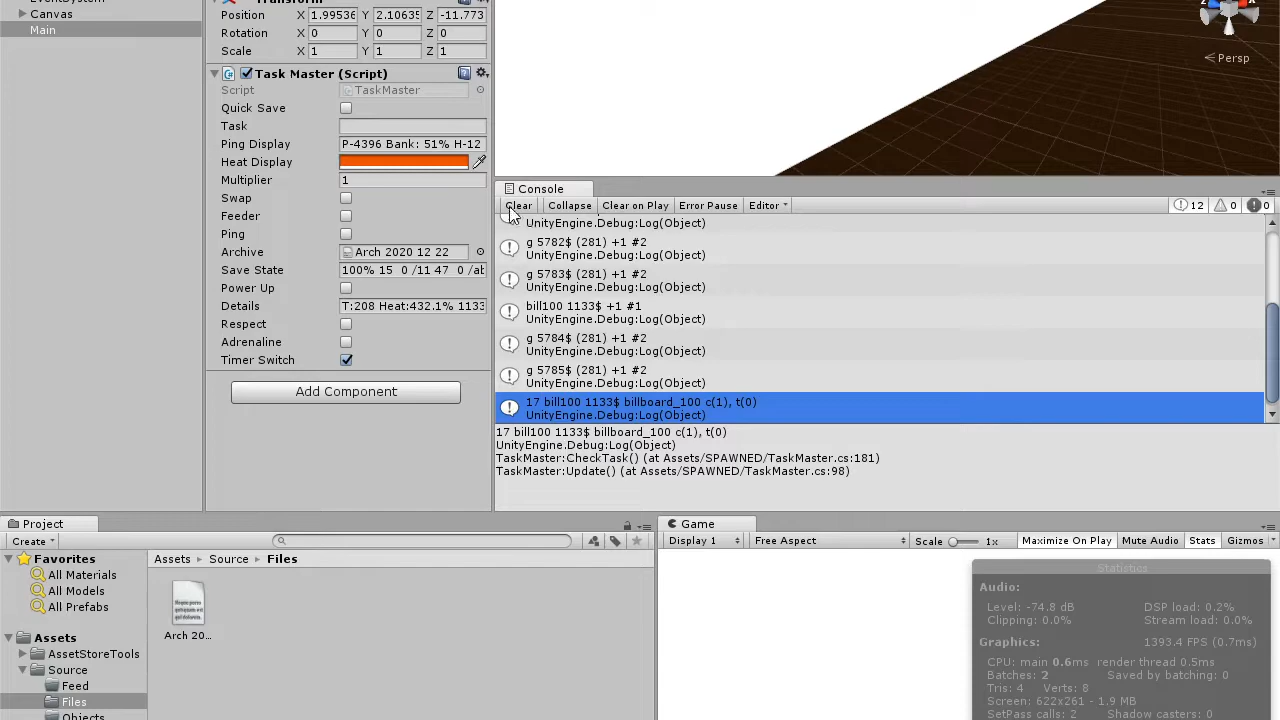 Canvas
Main
Position X 1.99536 Y 2.10635 Z -11.773
Rotation X 0 Y 0 Z 0
Scale X 1 Y 1 Z 1
Task Master (Script)
Script TaskMaster
Quick Save
Task
Ping Display P-4396 Bank: 51% H-12
Heat Display
Multiplier 1
Swap
Feeder
Ping
Archive Arch 2020 12 22
Save State 100% 15 0 /11 47 0 /at
Power Up
Details T:208 Heat:432.1% 1133
Respect
Adrenaline
Timer Switch
Add Component
Persp
Console
Clear Collapse Clear on Play Error Pause Editor 12 0 0
UnityEngine.Debug:Log(Object)
g 5782$ (281) +1 #2
UnityEngine.Debug:Log(Object)
g 5783$ (281) +1 #2
UnityEngine.Debug:Log(Object)
bill100 1133$ +1 #1
UnityEngine.Debug:Log(Object)
g 5784$ (281) +1 #2
UnityEngine.Debug:Log(Object)
g 5785$ (281) +1 #2
UnityEngine.Debug:Log(Object)
17 bill100 1133$ billboard_100 c(1), t(0)
UnityEngine.Debug:Log(Object)
17 bill100 1133$ billboard_100 c(1), t(0)
UnityEngine.Debug:Log(Object)
TaskMaster:CheckTask() (at Assets/SPAWNED/TaskMaster.cs:181)
TaskMaster:Update() (at Assets/SPAWNED/TaskMaster.cs:98)
Project
Create
Favorites
All Materials
All Models
All Prefabs
Assets
AssetStoreTools
Source
Feed
Files
Objects
Assets Source Files
Arch 20...
Game
Display 1 Free Aspect Scale 1x Maximize On Play Mute Audio Stats Gizmos
Statistics
Audio:
Level: -74.8 dB DSP load: 0.2%
Clipping: 0.0% Stream load: 0.0%
Graphics: 1393.4 FPS (0.7ms)
CPU: main 0.6ms render thread 0.5ms
Batches: 2 Saved by batching: 0
Tris: 4 Verts: 8
Screen: 622x261 - 1.9 MB
SetPass calls: 2 Shadow casters: 0